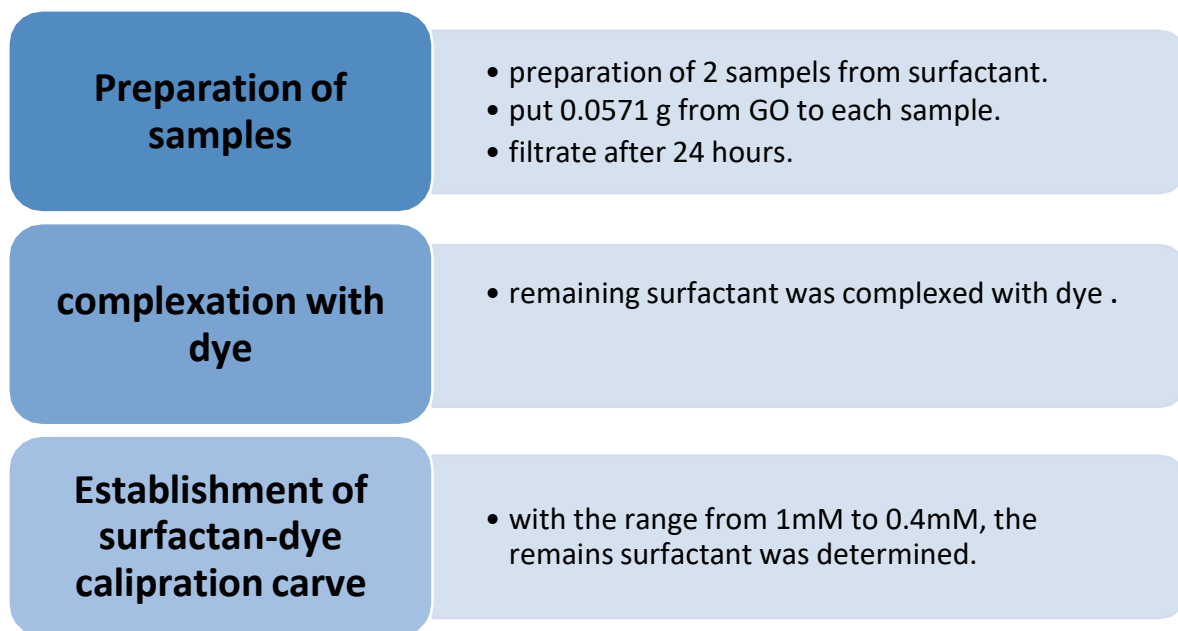 Preparation of
samples
• preparation of 2 sampels from surfactant.
• put 0.0571 g from GO to each sample.
• filtrate after 24 hours.
complexation with
dye
• remaining surfactant was complexed with dye .
Establishment of
surfactan-dye
calipration carve
• with the range from 1mM to 0.4mM, the
remains surfactant was determined.